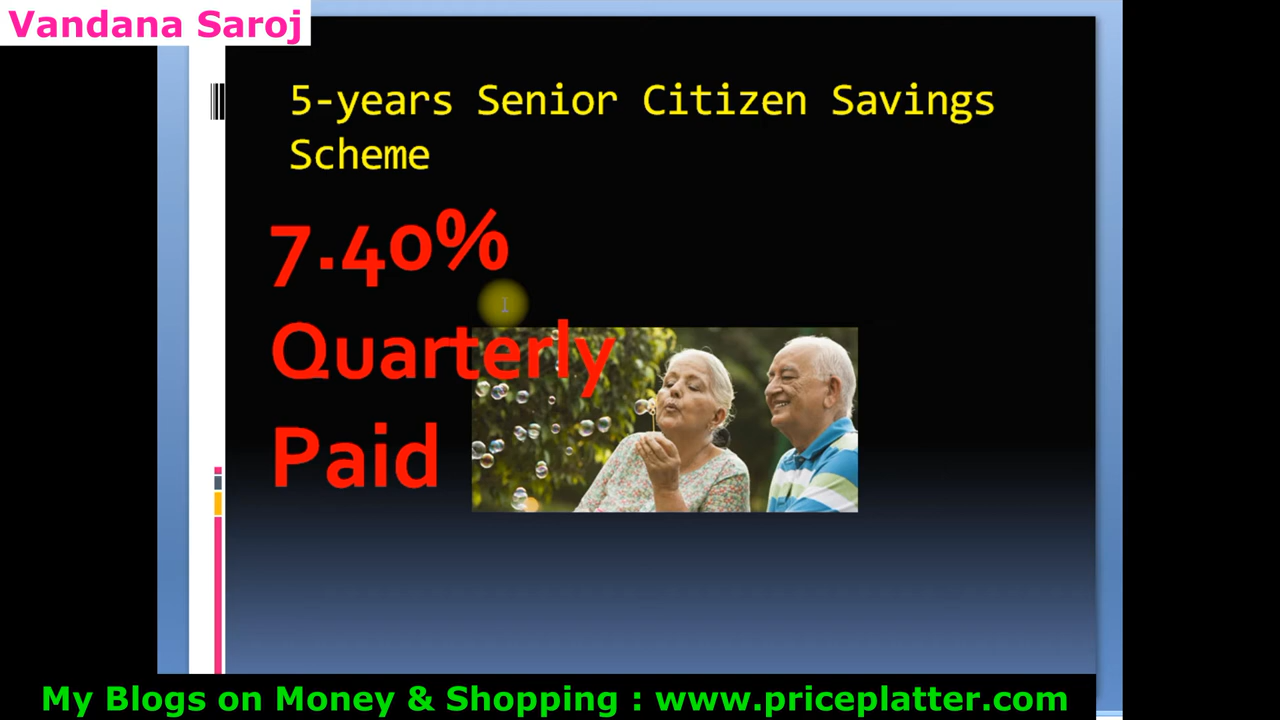 Vandana Saroj
5-years Senior Citizen Savings
Scheme
7.40%
Quarterly
Paid
My Blogs on Money & Shopping : www.priceplatter.com